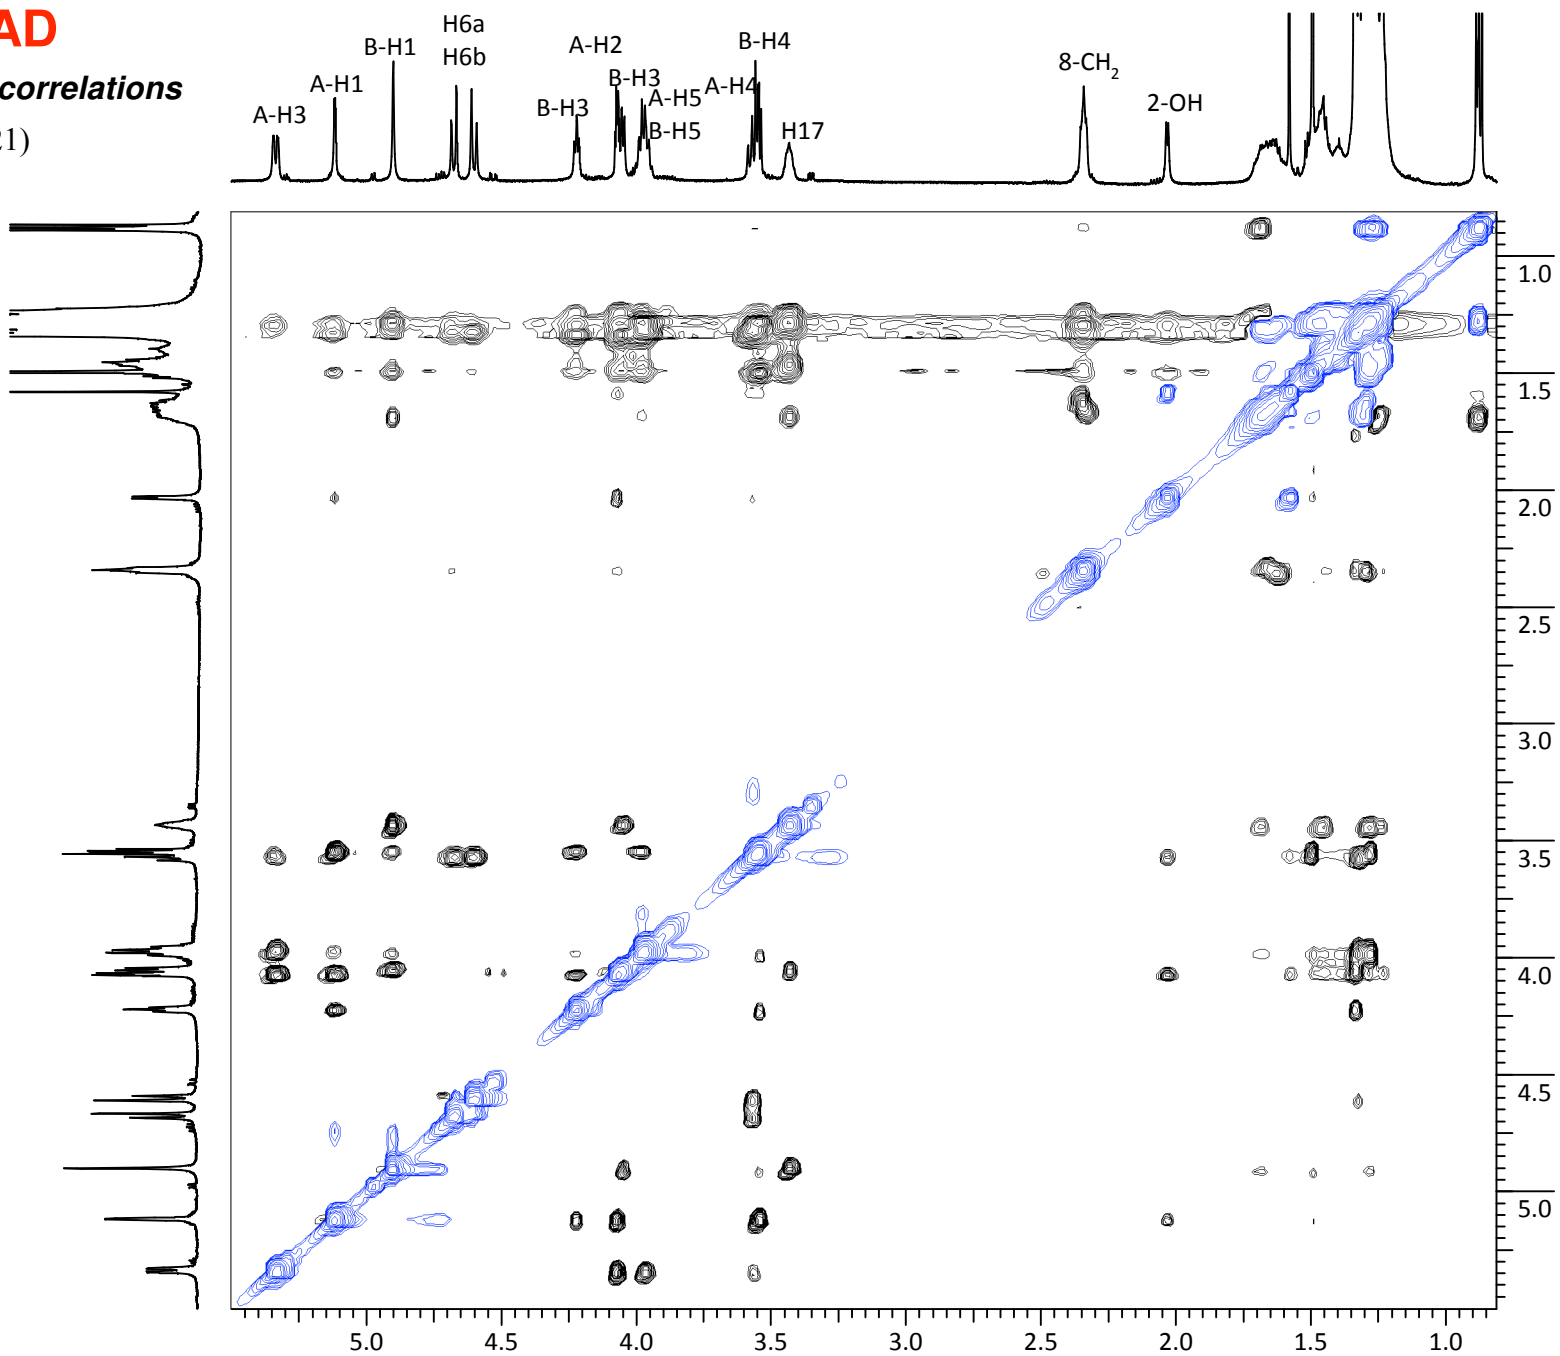 AD
correlations
21)
A-H3
A-H1
B-H1
H6a
H6b
B-H3
A-H2
B-H3
A-H5
B-H5
A-H4
B-H4
H17
8-CH₂
2-OH
1.0
1.5
2.0
2.5
3.0
3.5
4.0
4.5
5.0
5.0 4.5 4.0 3.5 3.0 2.5 2.0 1.5 1.0